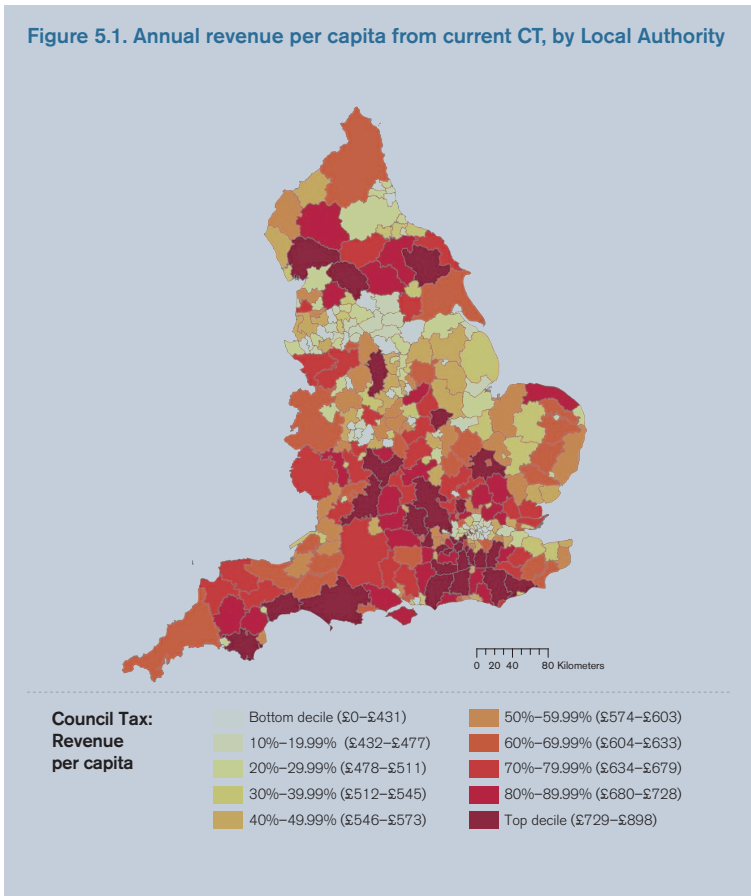 Figure 5.1. Annual revenue per capita from current CT, by Local Authority
0 20 40 80 Kilometers
Council Tax:
Revenue
per capita
Bottom decile (£0–£431)
10%–19.99% (£432–£477)
20%–29.99% (£478–£511)
30%–39.99% (£512–£545)
40%–49.99% (£546–£573)
50%–59.99% (£574–£603)
60%–69.99% (£604–£633)
70%–79.99% (£634–£679)
80%–89.99% (£680–£728)
Top decile (£729–£898)